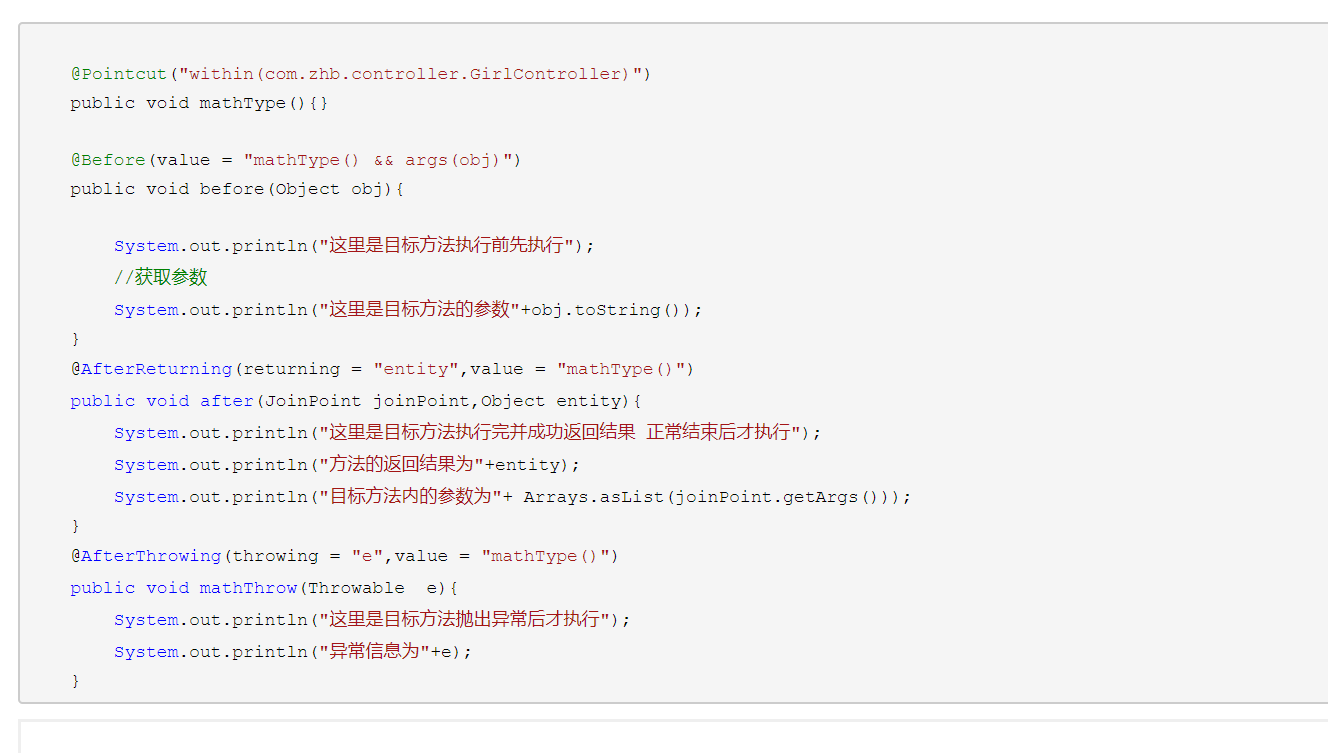 @Pointcut("within(com.zhb.controller.GirlController)")
public void mathType(){}
@Before(value = "mathType() && args(obj)")
public void before(Object obj){
System.out.println("这里是目标方法执行前先执行");
//获取参数
System.out.println("这里是目标方法的参数"+obj.toString());
}
@AfterReturning(returning = "entity",value = "mathType()")
public void after(JoinPoint joinPoint,Object entity){
System.out.println("这里是目标方法执行完并成功返回结果 正常结束后才执行");
System.out.println("方法的返回结果为"+entity);
System.out.println("目标方法内的参数为"+ Arrays.asList(joinPoint.getArgs()));
}
@AfterThrowing(throwing = "e",value = "mathType()")
public void mathThrow(Throwable  e){
System.out.println("这里是目标方法抛出异常后才执行");
System.out.println("异常信息为"+e);
}